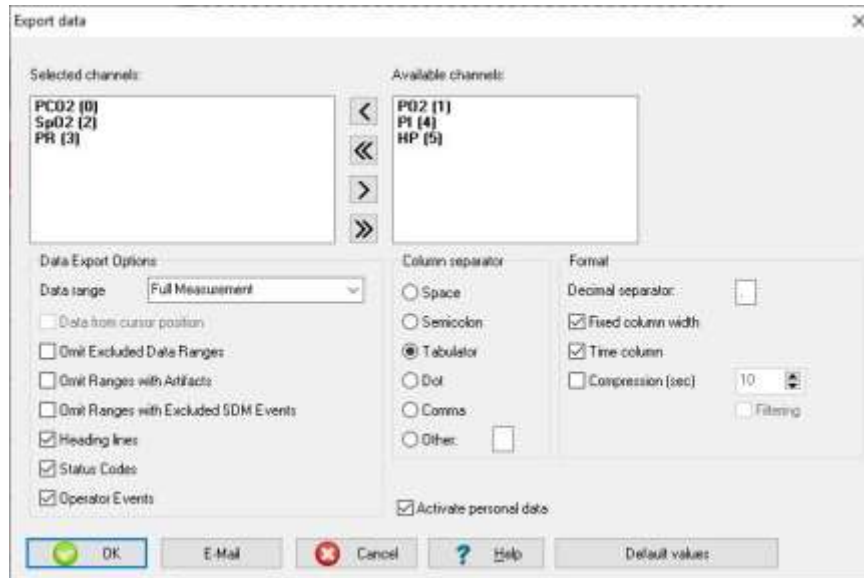 Export data
Selected channels:
PCO2 (0)
SpO2 (2)
PR (3)
Available channels:
PO2 (1)
PI (4)
HP (5)
Data Export Options
Data range
Full Measurement
Data from cursor position
Omit Excluded Data Ranges
Omit Ranges with Artifacts
Omit Ranges with Excluded SDM Events
Heading lines
Status Codes
Operator Events
Column separator
Space
Semicolon
Tabulator
Dot
Comma
Other:
Format
Decimal separator:
.
Fixed column width
Time column
Compression (sec)
10
Filtering
Activate personal data
OK
E-Mail
Cancel
? Help
Default values